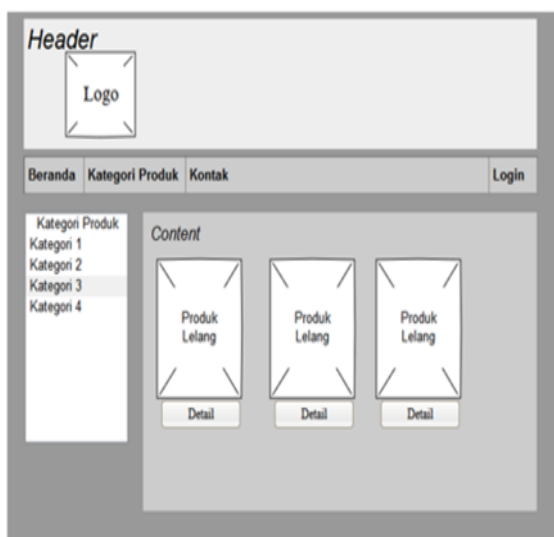 Header
Logo
Beranda Kategori Produk Kontak Login
Kategori Produk
Kategori 1
Kategori 2
Kategori 3
Kategori 4
Content
Produk
Lelang
Detail
Produk
Lelang
Detail
Produk
Lelang
Detail